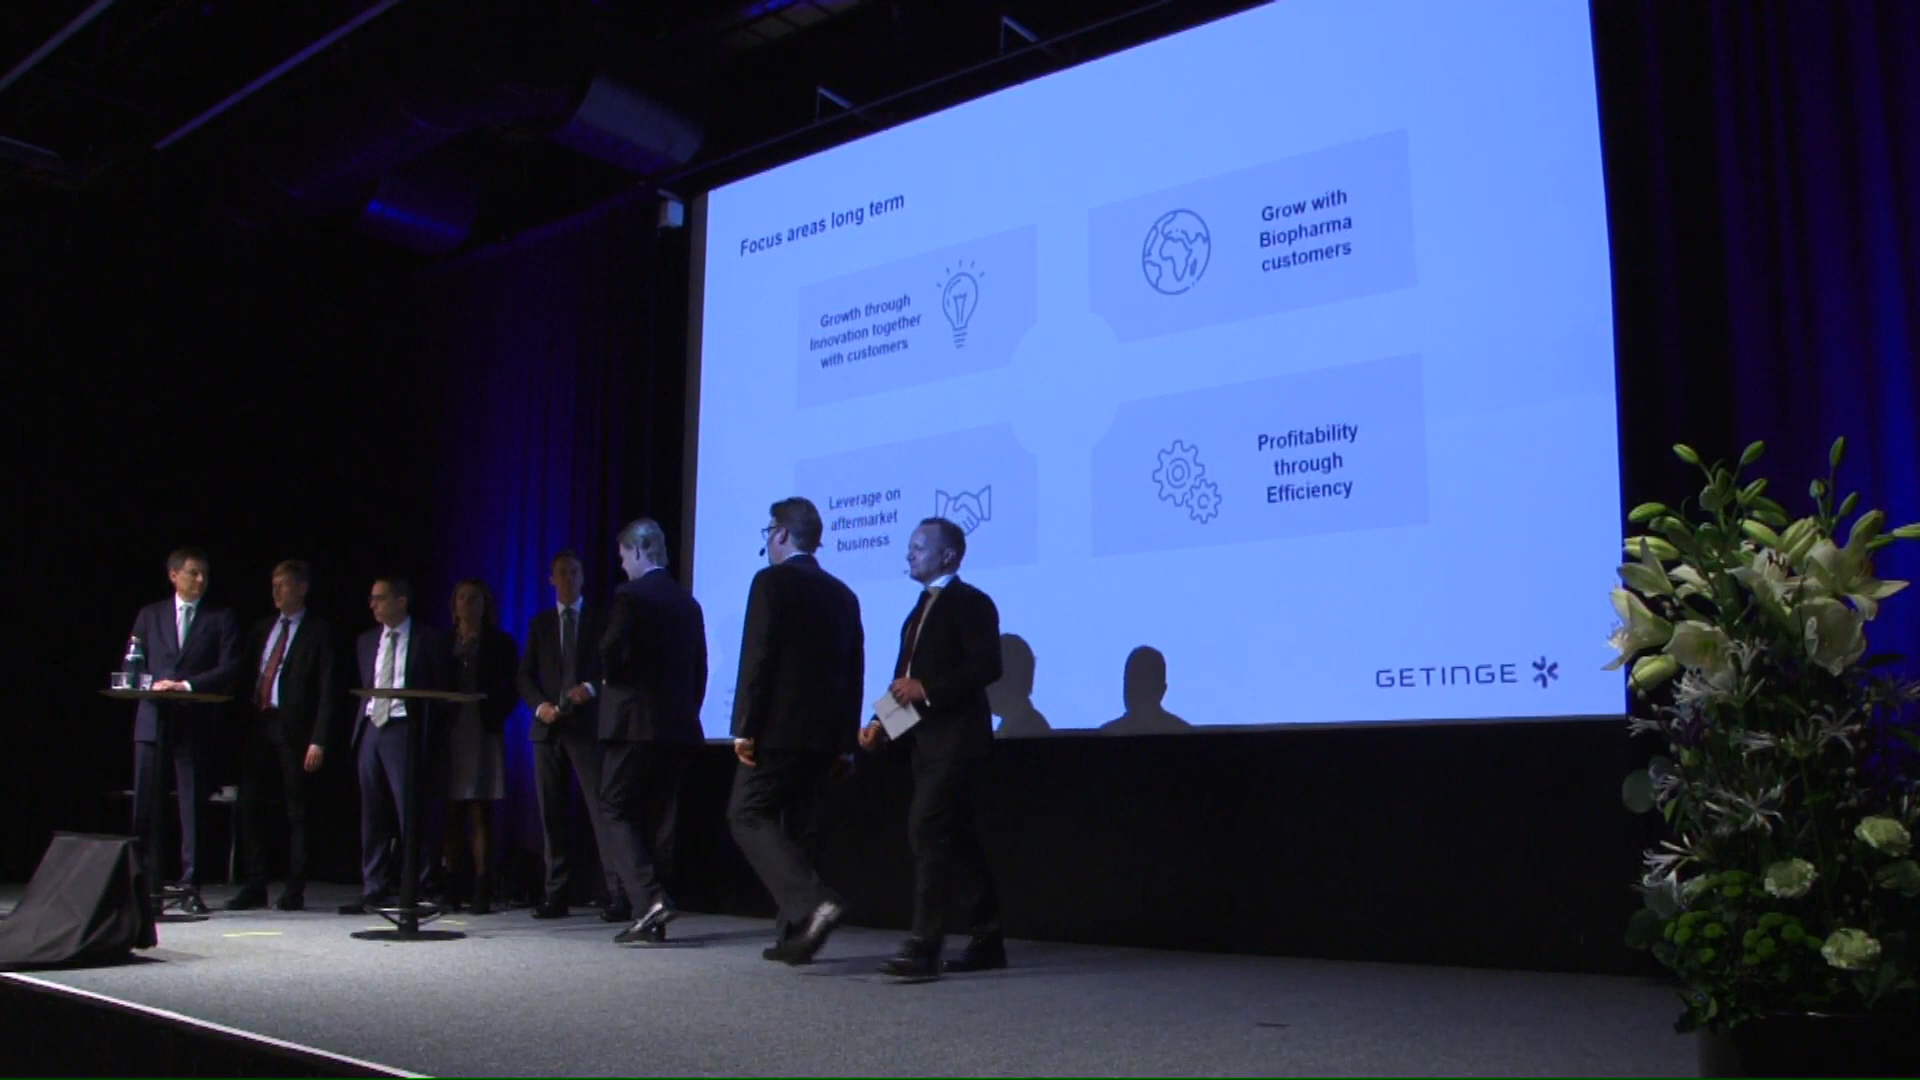 Focus areas long term
Growth through
Innovation together
with customers
Grow with
Biopharma
customers
Leverage on
aftermarket
business
Profitability
through
Efficiency
GETINGE